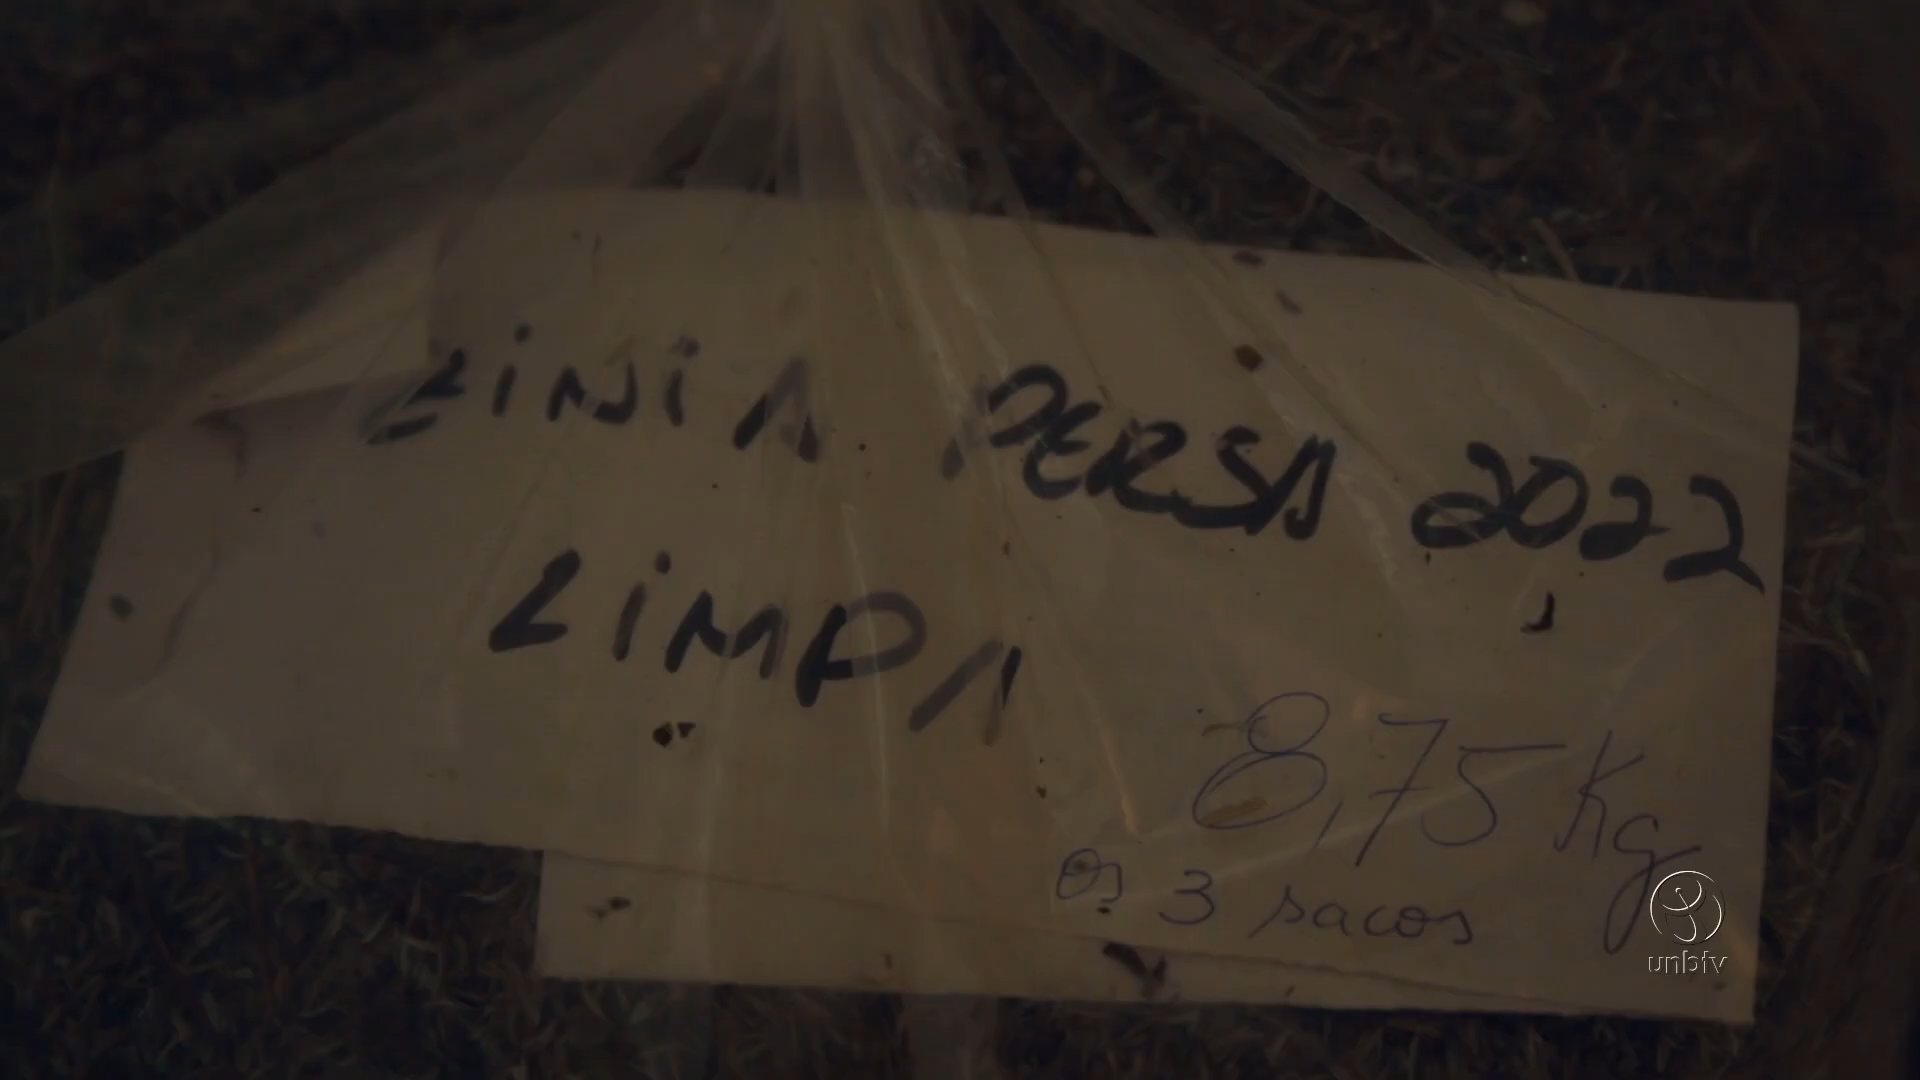 ZiNiA PERSA 2022
LiMPA
8,75 Kg
Os 3 sacos
unbtv